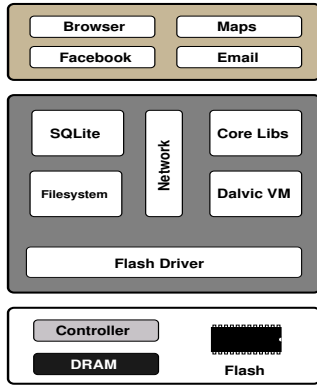 Browser
Maps
Facebook
Email
SQLite
Network
Core Libs
Filesystem
Dalvic VM
Flash Driver
Controller
DRAM
Flash